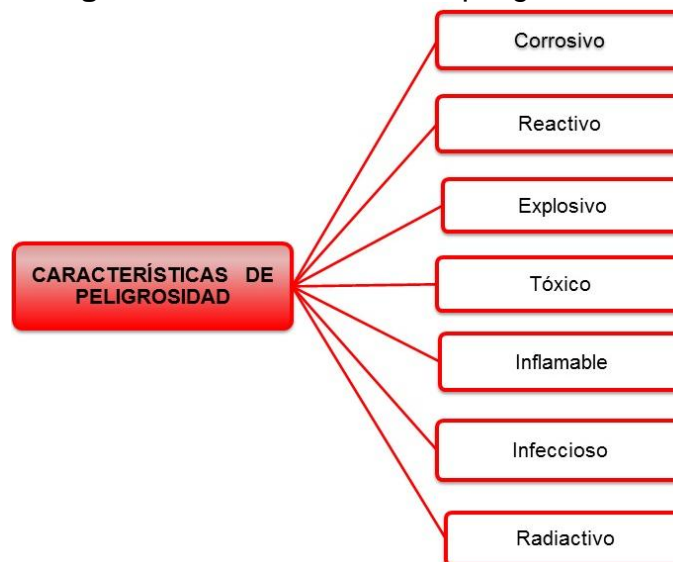 Corrosivo
Reactivo
Explosivo
CARACTERÍSTICAS DE
PELIGROSIDAD
Tóxico
Inflamable
Infeccioso
Radiactivo